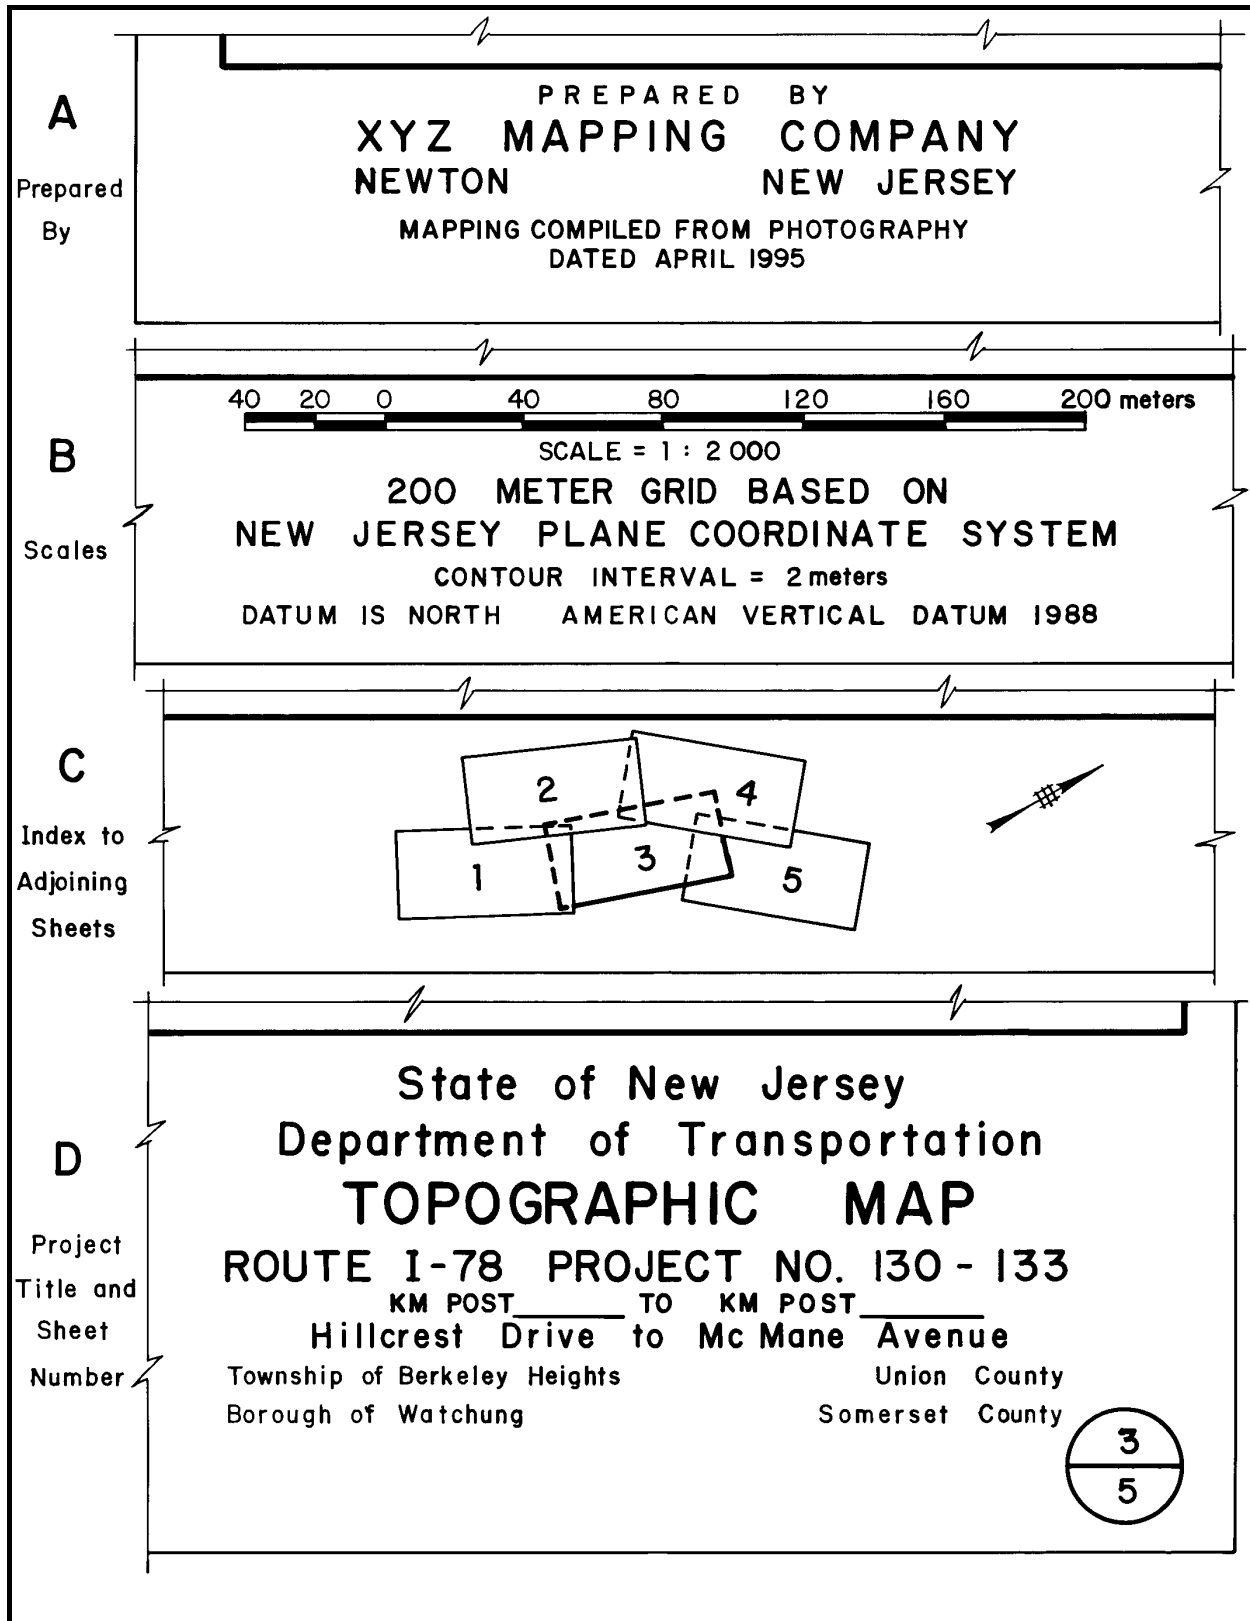 A
Prepared
By
PREPARED BY
XYZ MAPPING COMPANY
NEWTON NEW JERSEY
MAPPING COMPILED FROM PHOTOGRAPHY
DATED APRIL 1995
B
Scales
40 20 0 40 80 120 160 200 meters
SCALE = 1 : 2 000
200 METER GRID BASED ON
NEW JERSEY PLANE COORDINATE SYSTEM
CONTOUR INTERVAL = 2 meters
DATUM IS NORTH AMERICAN VERTICAL DATUM 1988
C
Index to
Adjoining
Sheets
2 4
1 3 5
D
Project
Title and
Sheet
Number
State of New Jersey
Department of Transportation
TOPOGRAPHIC MAP
ROUTE I-78 PROJECT NO. 130 - 133
KM POST______ TO KM POST______
Hillcrest Drive to Mc Mane Avenue
Township of Berkeley Heights Union County
Borough of Watchung Somerset County
3
5